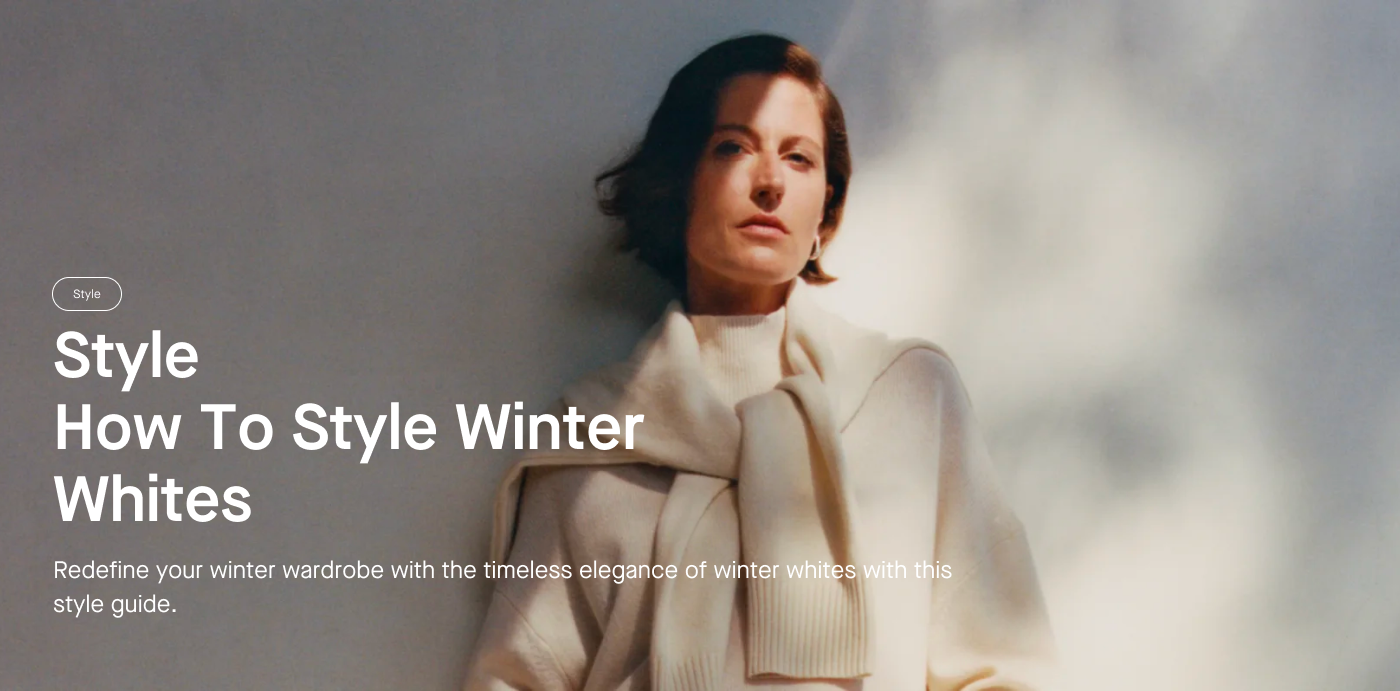 Style
Style
How To Style Winter
Whites
Redefine your winter wardrobe with the timeless elegance of winter whites with this
style guide.